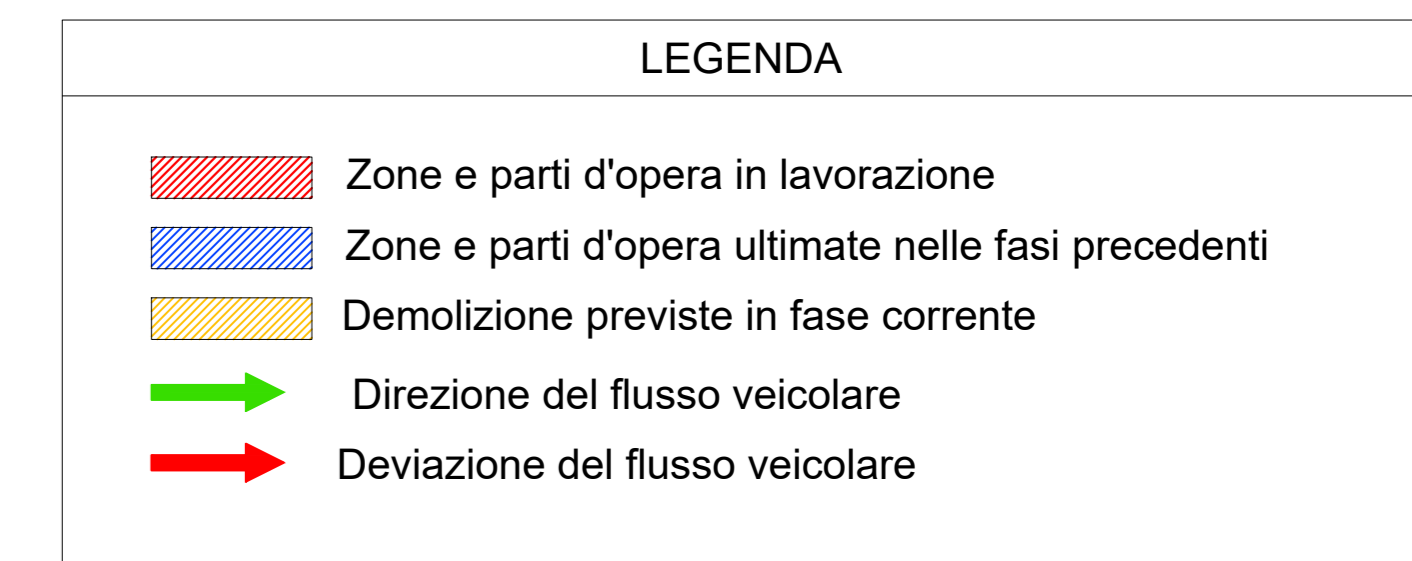 LEGENDA
Zone e parti d'opera in lavorazione
Zone e parti d'opera ultimate nelle fasi precedenti
Demolizione previste in fase corrente
Direzione del flusso veicolare
Deviazione del flusso veicolare